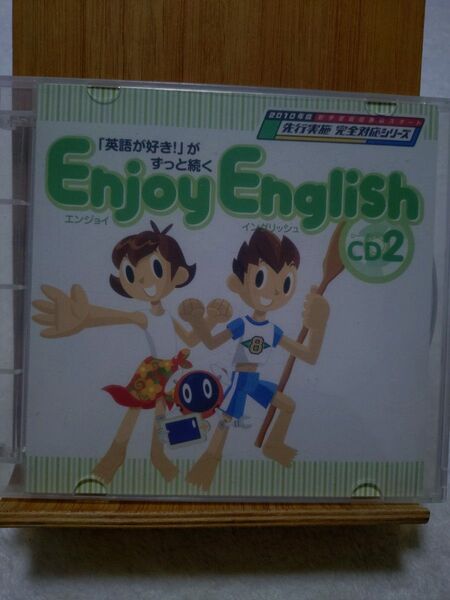 2010年度
先行実施 完全対応シリーズ
「英語が好き!」が
ずっと続く
Enjoy English
エンジョイ イングリッシュ
CD2
8